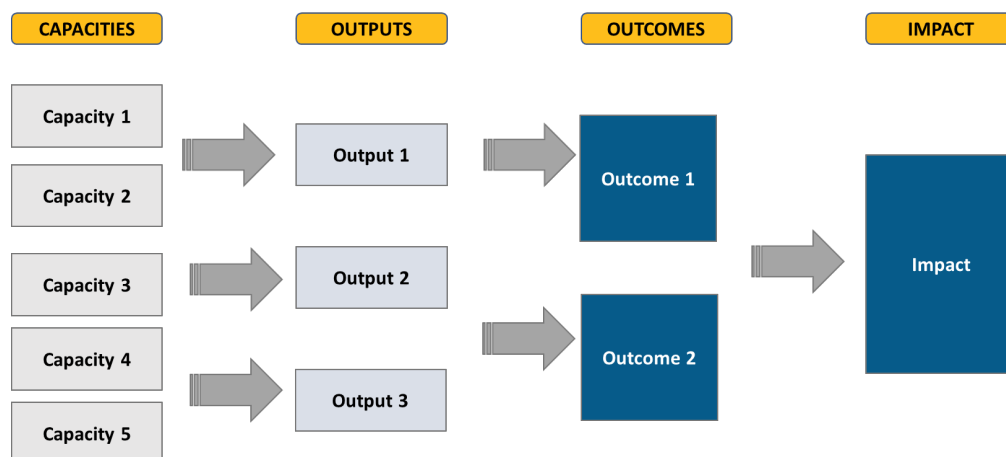 CAPACITIES
OUTPUTS
OUTCOMES
IMPACT
Capacity 1
Capacity 2
Capacity 3
Capacity 4
Capacity 5
Output 1
Output 2
Output 3
Outcome 1
Outcome 2
Impact